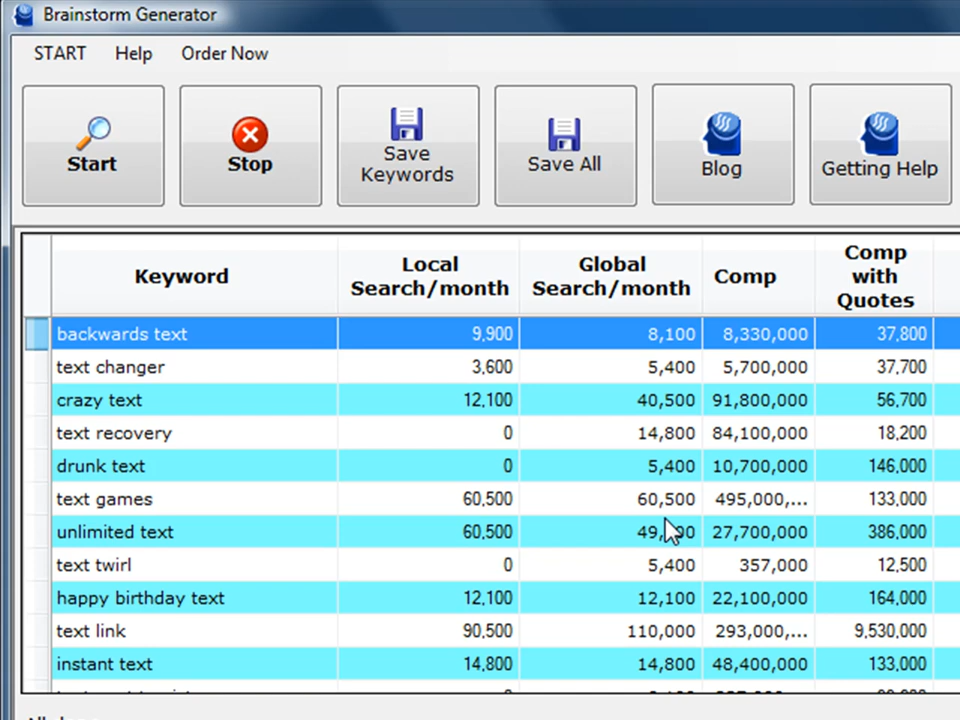 Brainstorm Generator
START Help Order Now
Start Stop Save Keywords Save All Blog Getting Help
Keyword Local Search/month Global Search/month Comp Comp with Quotes
backwards text 9,900 8,100 8,330,000 37,800
text changer 3,600 5,400 5,700,000 37,700
crazy text 12,100 40,500 91,800,000 56,700
text recovery 0 14,800 84,100,000 18,200
drunk text 0 5,400 10,700,000 146,000
text games 60,500 60,500 495,000,... 133,000
unlimited text 60,500 27,700,000 386,000
text twirl 0 5,400 357,000 12,500
happy birthday text 12,100 12,100 22,100,000 164,000
text link 90,500 110,000 293,000,... 9,530,000
instant text 14,800 14,800 48,400,000 133,000